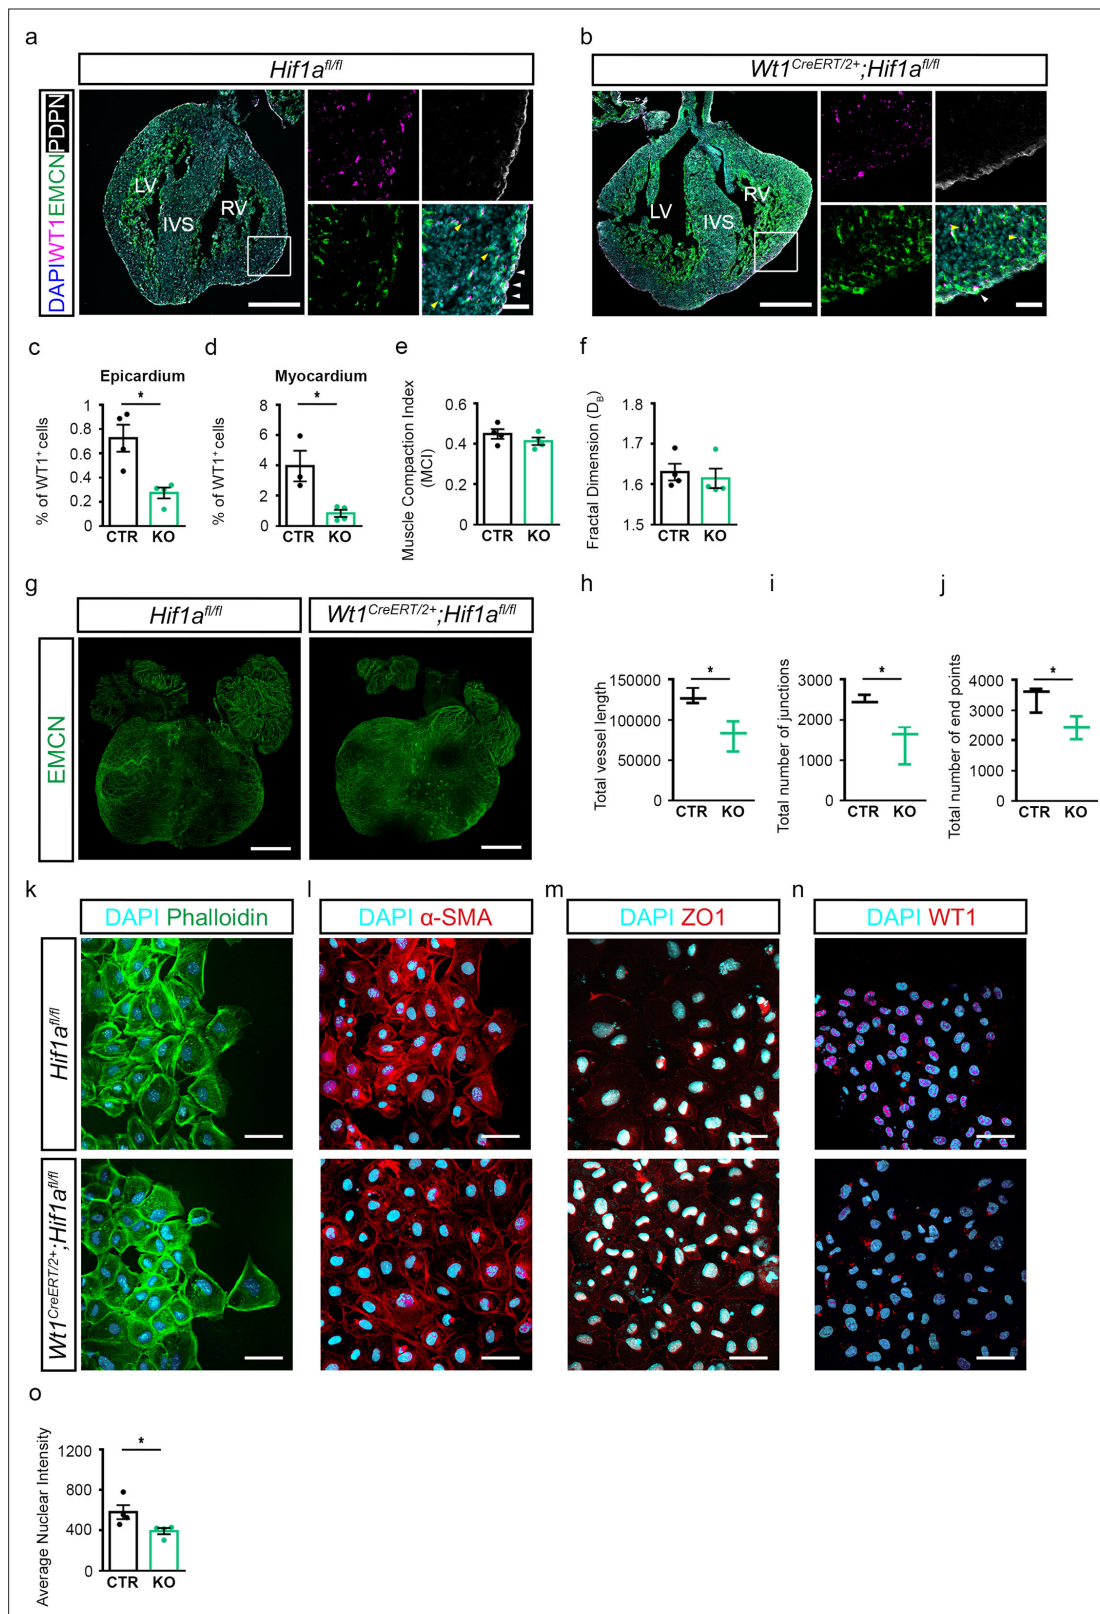 a
b
Hif1a^fl/fl
Wt1^CreERT/2+;Hif1a^fl/fl
DAPI WT1 EMCN PDPN
LV
IVS
RV
LV
IVS
RV
c
d
e
f
Epicardium
% of WT1+ cells
1
0.8
0.6
0.4
0.2
0
*
CTR KO
Myocardium
% of WT1+ cells
8
6
4
2
0
*
CTR KO
Muscle Compaction Index
(MCI)
0.6
0.4
0.2
0
CTR KO
Fractal Dimension (D_B)
1.8
1.7
1.6
1.5
CTR KO
g
h
i
j
Hif1a^fl/fl
Wt1^CreERT/2+;Hif1a^fl/fl
EMCN
Total vessel length
150000
100000
50000
0
*
CTR KO
Total number of junctions
3000
2000
1000
0
*
CTR KO
Total number of end points
4000
3000
2000
1000
0
*
CTR KO
k
l
m
n
DAPI Phalloidin
DAPI α-SMA
DAPI ZO1
DAPI WT1
Hif1a^fl/fl
Wt1^CreERT/2+;Hif1a^fl/fl
o
Average Nuclear Intensity
1200
800
400
0
*
CTR KO